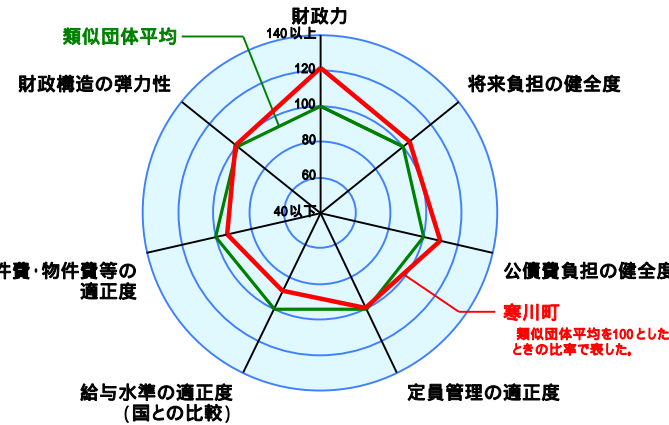 財政力
140以上
類似団体平均
120
財政構造の弾力性
将来負担の健全度
100
80
60
40以下
件費・物件費等の
適正度
公債費負担の健全度
寒川町
類似団体平均を100とした
ときの比率で表した。
給与水準の適正度
(国との比較)
定員管理の適正度